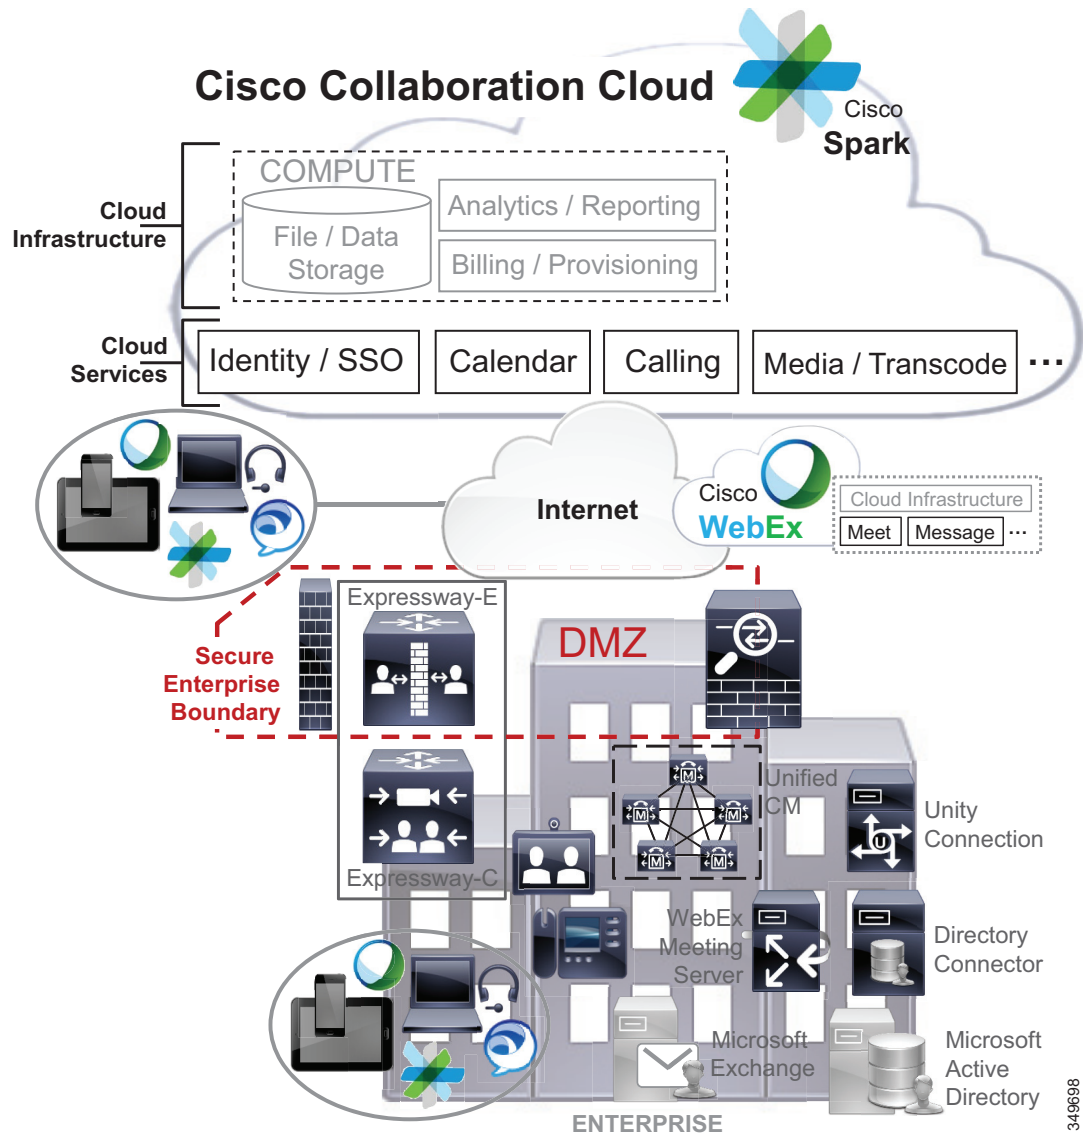 Cisco Collaboration Cloud
Cisco
Spark
Cloud
Infrastructure
COMPUTE
File / Data
Storage
Analytics / Reporting
Billing / Provisioning
Cloud
Services
Identity / SSO
Calendar
Calling
Media / Transcode
...
Internet
Cisco
WebEx
Cloud Infrastructure
Meet
Message
...
Secure
Enterprise
Boundary
Expressway-E
DMZ
Expressway-C
Unified
CM
M
M
M
M
M
Unity
Connection
U
WebEx
Meeting
Server
Directory
Connector
Microsoft
Exchange
Microsoft
Active
Directory
ENTERPRISE
349698